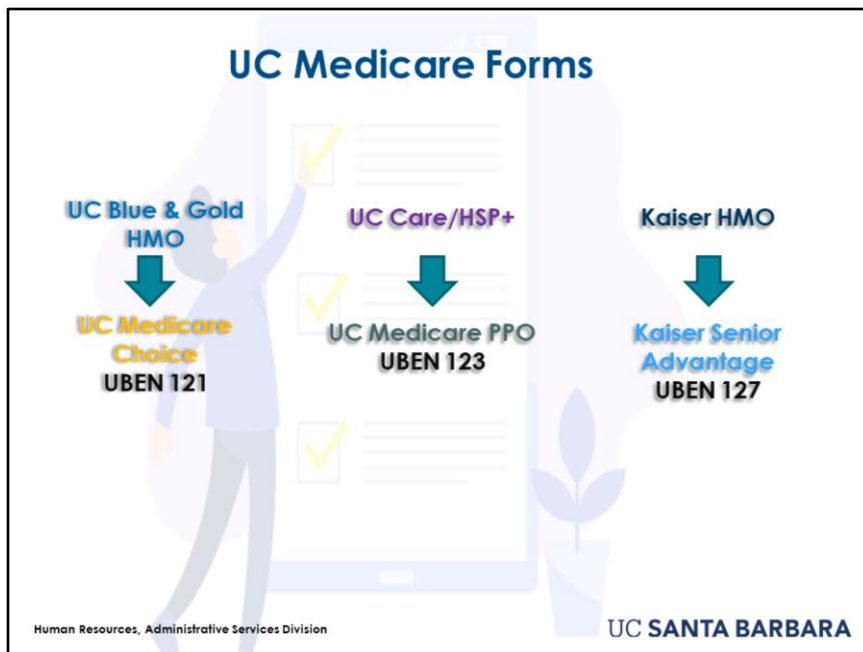 UC Medicare Forms
UC Blue & Gold
HMO
UC Medicare
Choice
UBEN 121
UC Care/HSP+
UC Medicare PPO
UBEN 123
Kaiser HMO
Kaiser Senior
Advantage
UBEN 127
Human Resources, Administrative Services Division
UC SANTA BARBARA